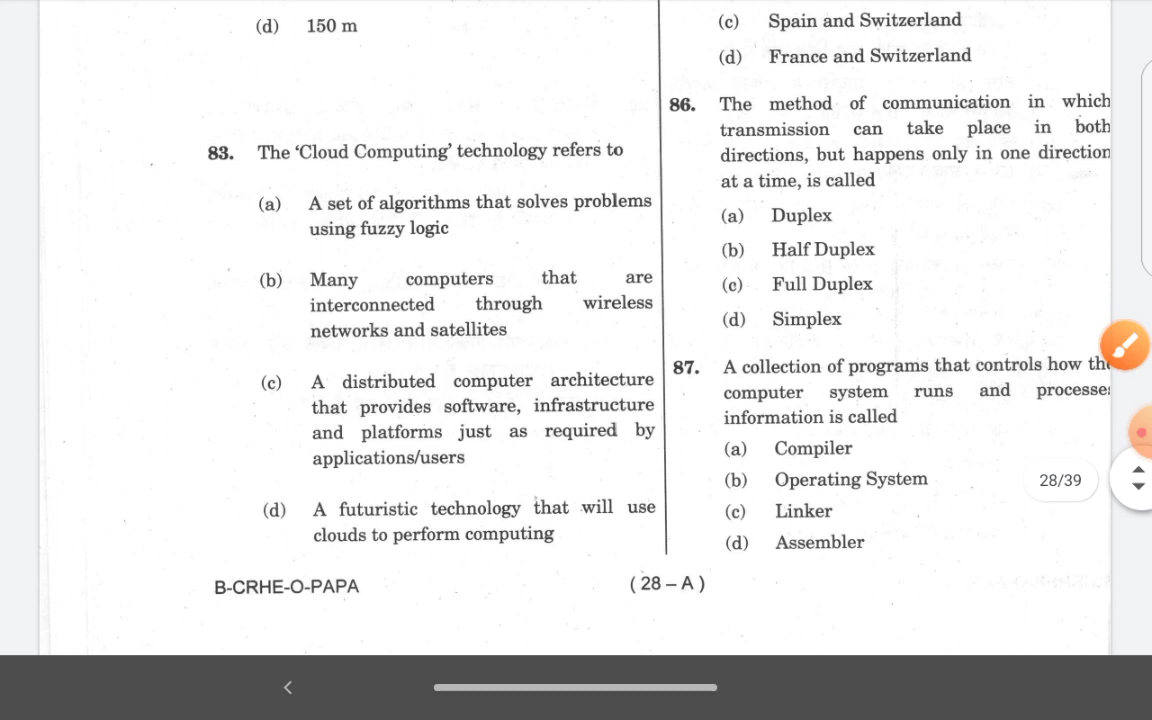 (d) 150 m
83. The ‘Cloud Computing’ technology refers to
(a) A set of algorithms that solves problems
using fuzzy logic
(b) Many computers that are
interconnected through wireless
networks and satellites
(c) A distributed computer architecture
that provides software, infrastructure
and platforms just as required by
applications/users
(d) A futuristic technology that will use
clouds to perform computing
(c) Spain and Switzerland
(d) France and Switzerland
86. The method of communication in which
transmission can take place in both
directions, but happens only in one direction
at a time, is called
(a) Duplex
(b) Half Duplex
(c) Full Duplex
(d) Simplex
87. A collection of programs that controls how the
computer system runs and processes
information is called
(a) Compiler
(b) Operating System
(c) Linker
(d) Assembler
28/39
B-CRHE-O-PAPA
( 28 – A )